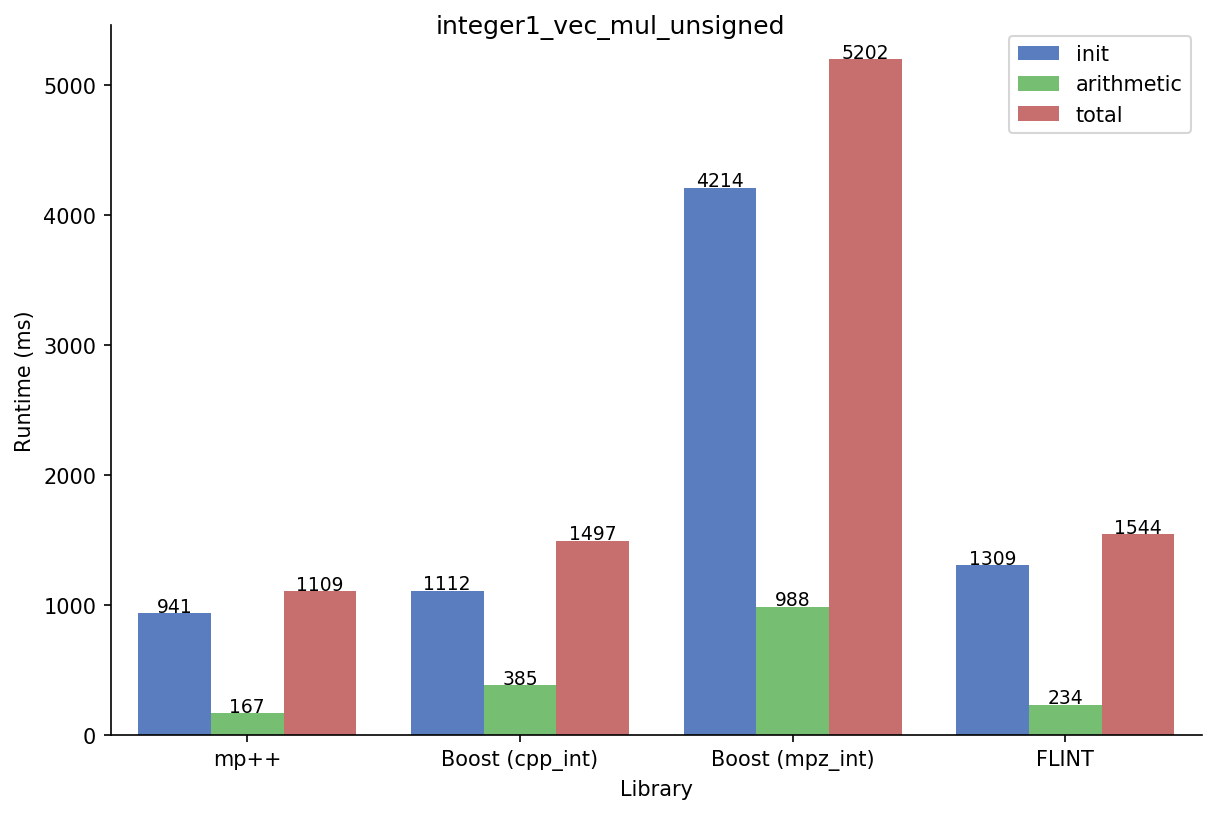 integer1_vec_mul_unsigned
init
arithmetic
total
Runtime (ms)
5000
4000
3000
2000
1000
0
941
167
1109
1112
385
1497
4214
988
5202
1309
234
1544
mp++
Boost (cpp_int)
Boost (mpz_int)
FLINT
Library